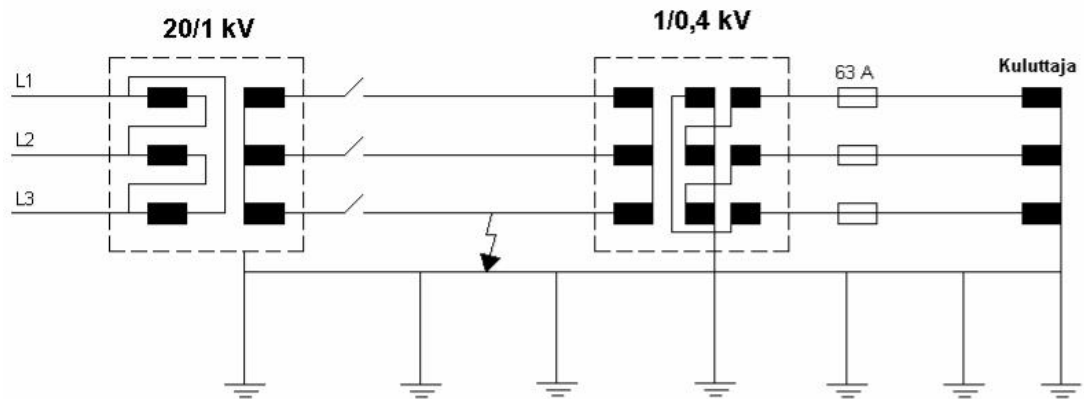 20/1 kV
1/0,4 kV
L1
63 A
Kuluttaja
L2
L3